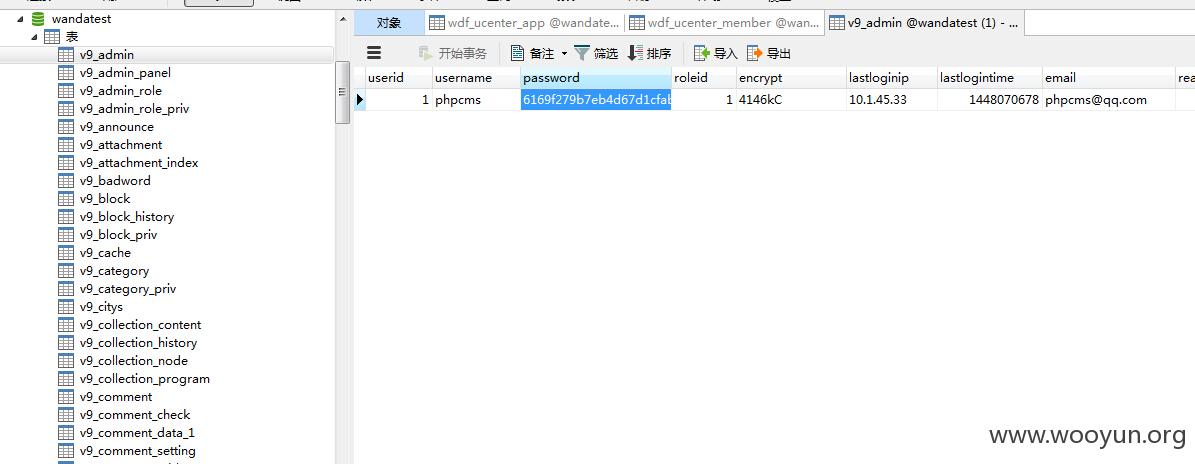 wandatest
表
v9_admin
v9_admin_panel
v9_admin_role
v9_admin_role_priv
v9_announce
v9_attachment
v9_attachment_index
v9_badword
v9_block
v9_block_history
v9_block_priv
v9_cache
v9_category
v9_category_priv
v9_citys
v9_collection_content
v9_collection_history
v9_collection_node
v9_collection_program
v9_comment
v9_comment_check
v9_comment_data_1
v9_comment_setting
对象 wdf_ucenter_app @wandate... wdf_ucenter_member @wan... v9_admin @wandatest (1) - ...
开始事务 备注 筛选 排序 导入 导出
userid username password roleid encrypt lastloginip lastlogintime email rea
1 phpcms 6169f279b7eb4d67d1cfab 1 4146kC 10.1.45.33 1448070678 phpcms@qq.com
www.wooyun.org